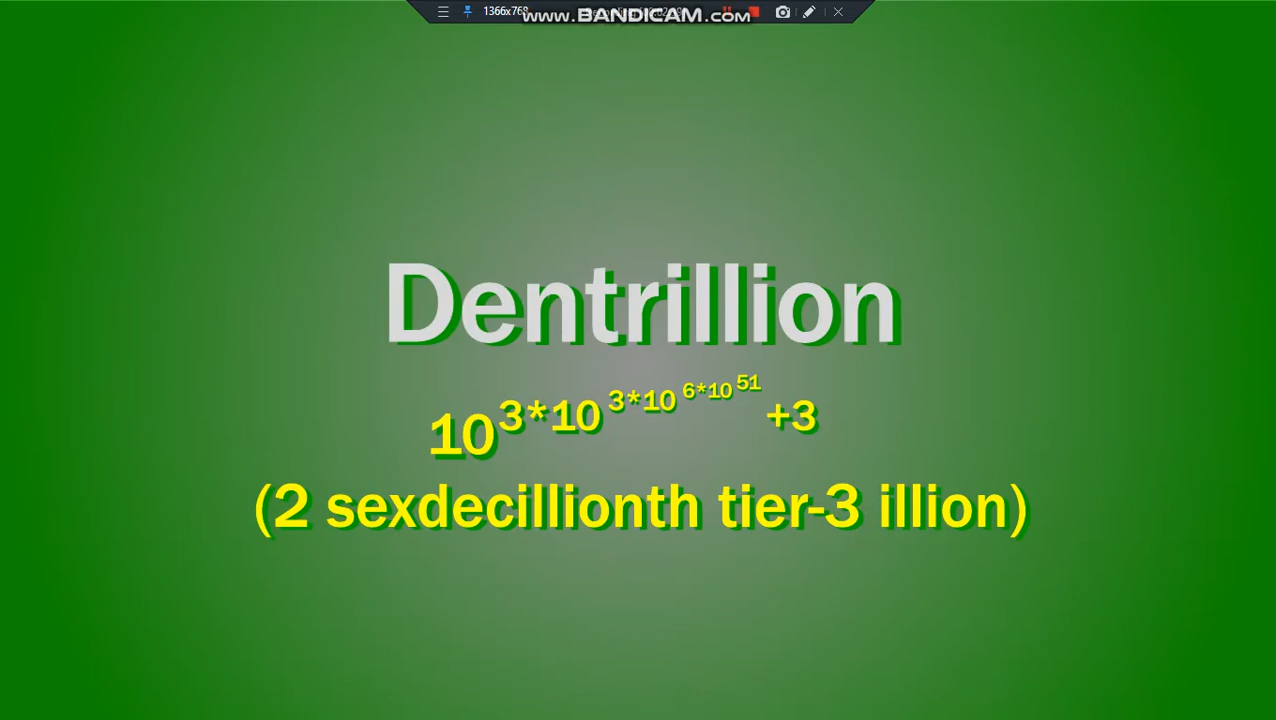 1366x768
www.BANDICAM.com
Dentrillion
10^3*10^3*10^6*10^51 +3
(2 sexdecillionth tier-3 illion)